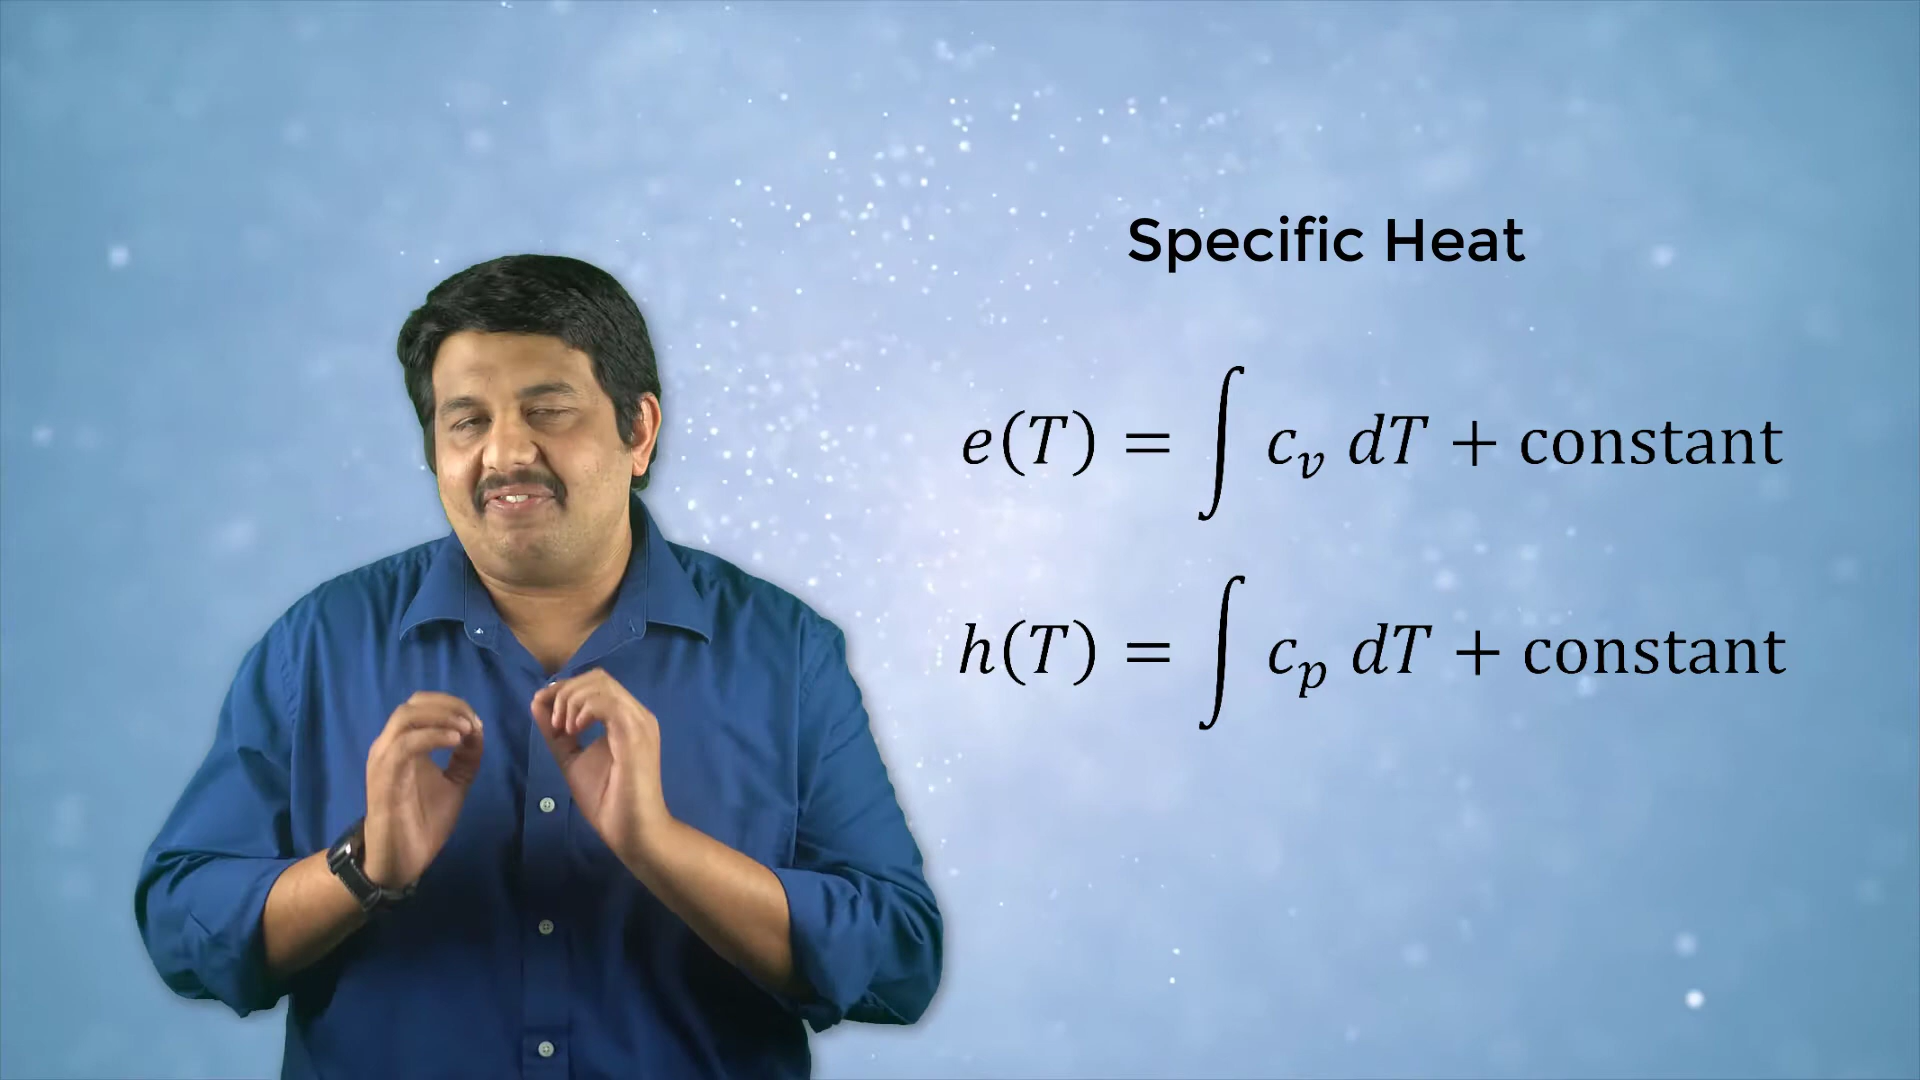 Specific Heat
e(T) = ∫ c_v dT + constant
h(T) = ∫ c_p dT + constant